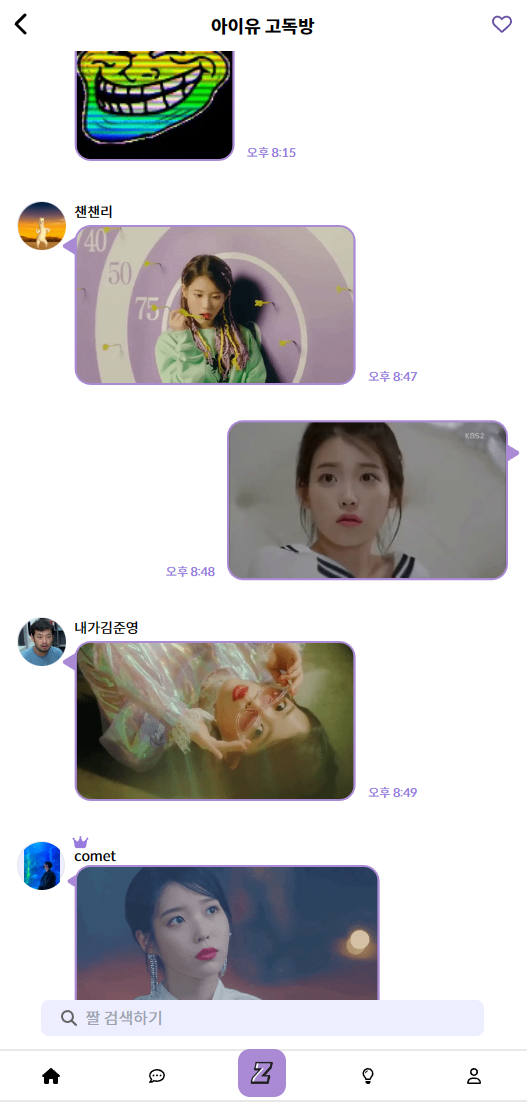 아이유 고독방
오후 8:15
챈챈리
40
50
75
오후 8:47
KBS2
오후 8:48
내가김준영
오후 8:49
comet
짤 검색하기
Z